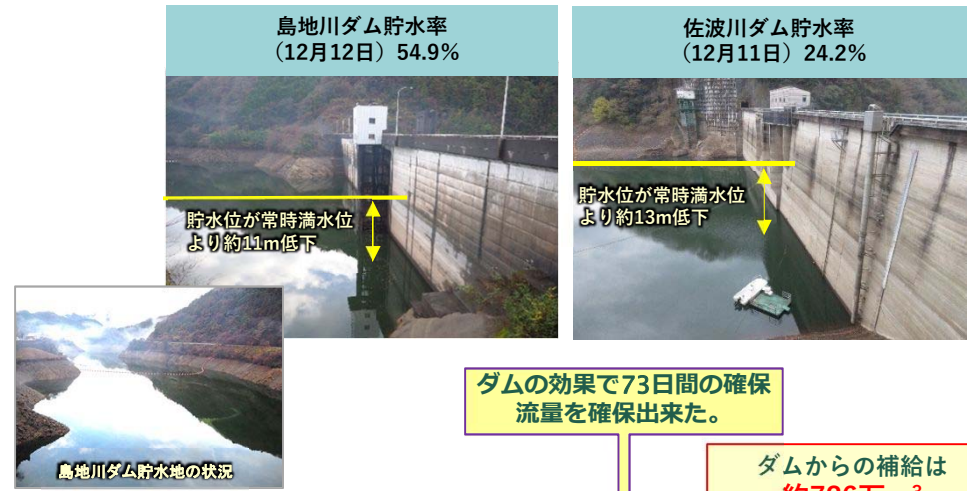 島地川ダム貯水率
（12月12日）54.9%
佐波川ダム貯水率
（12月11日）24.2%
貯水位が常時満水位
より約11m低下
貯水位が常時満水位
より約13m低下
島地川ダム貯水地の状況
ダムの効果で73日間の確保
流量を確保出来た。
ダムからの補給は